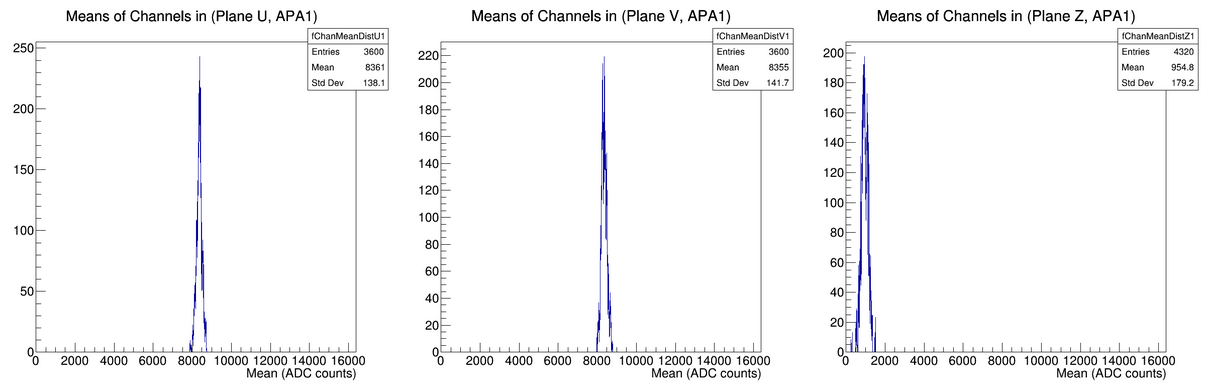 Means of Channels in (Plane U, APA1)
fChanMeanDistU1
Entries 3600
Mean 8361
Std Dev 138.1
250
200
150
100
50
0
0 2000 4000 6000 8000 10000 12000 14000 16000
Mean (ADC counts)
Means of Channels in (Plane V, APA1)
fChanMeanDistV1
Entries 3600
Mean 8355
Std Dev 141.7
220
200
180
160
140
120
100
80
60
40
20
0
0 2000 4000 6000 8000 10000 12000 14000 16000
Mean (ADC counts)
Means of Channels in (Plane Z, APA1)
fChanMeanDistZ1
Entries 4320
Mean 954.8
Std Dev 179.2
200
180
160
140
120
100
80
60
40
20
0
0 2000 4000 6000 8000 10000 12000 14000 16000
Mean (ADC counts)